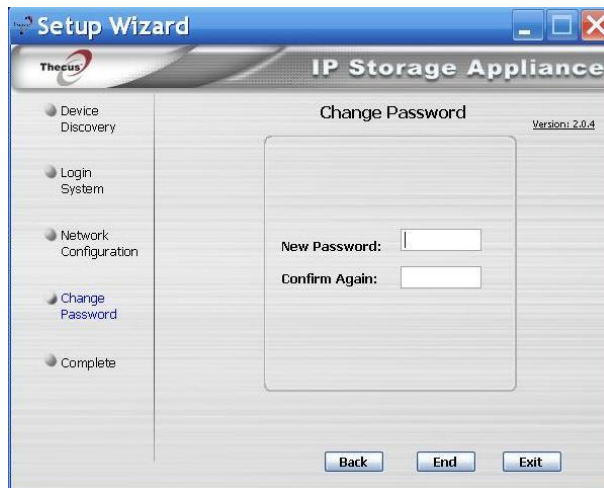 Setup Wizard
Thecus
IP Storage Appliance
Device
Discovery
Login
System
Network
Configuration
Change
Password
Complete
Change Password
Version: 2.0.4
New Password:
Confirm Again:
Back
End
Exit